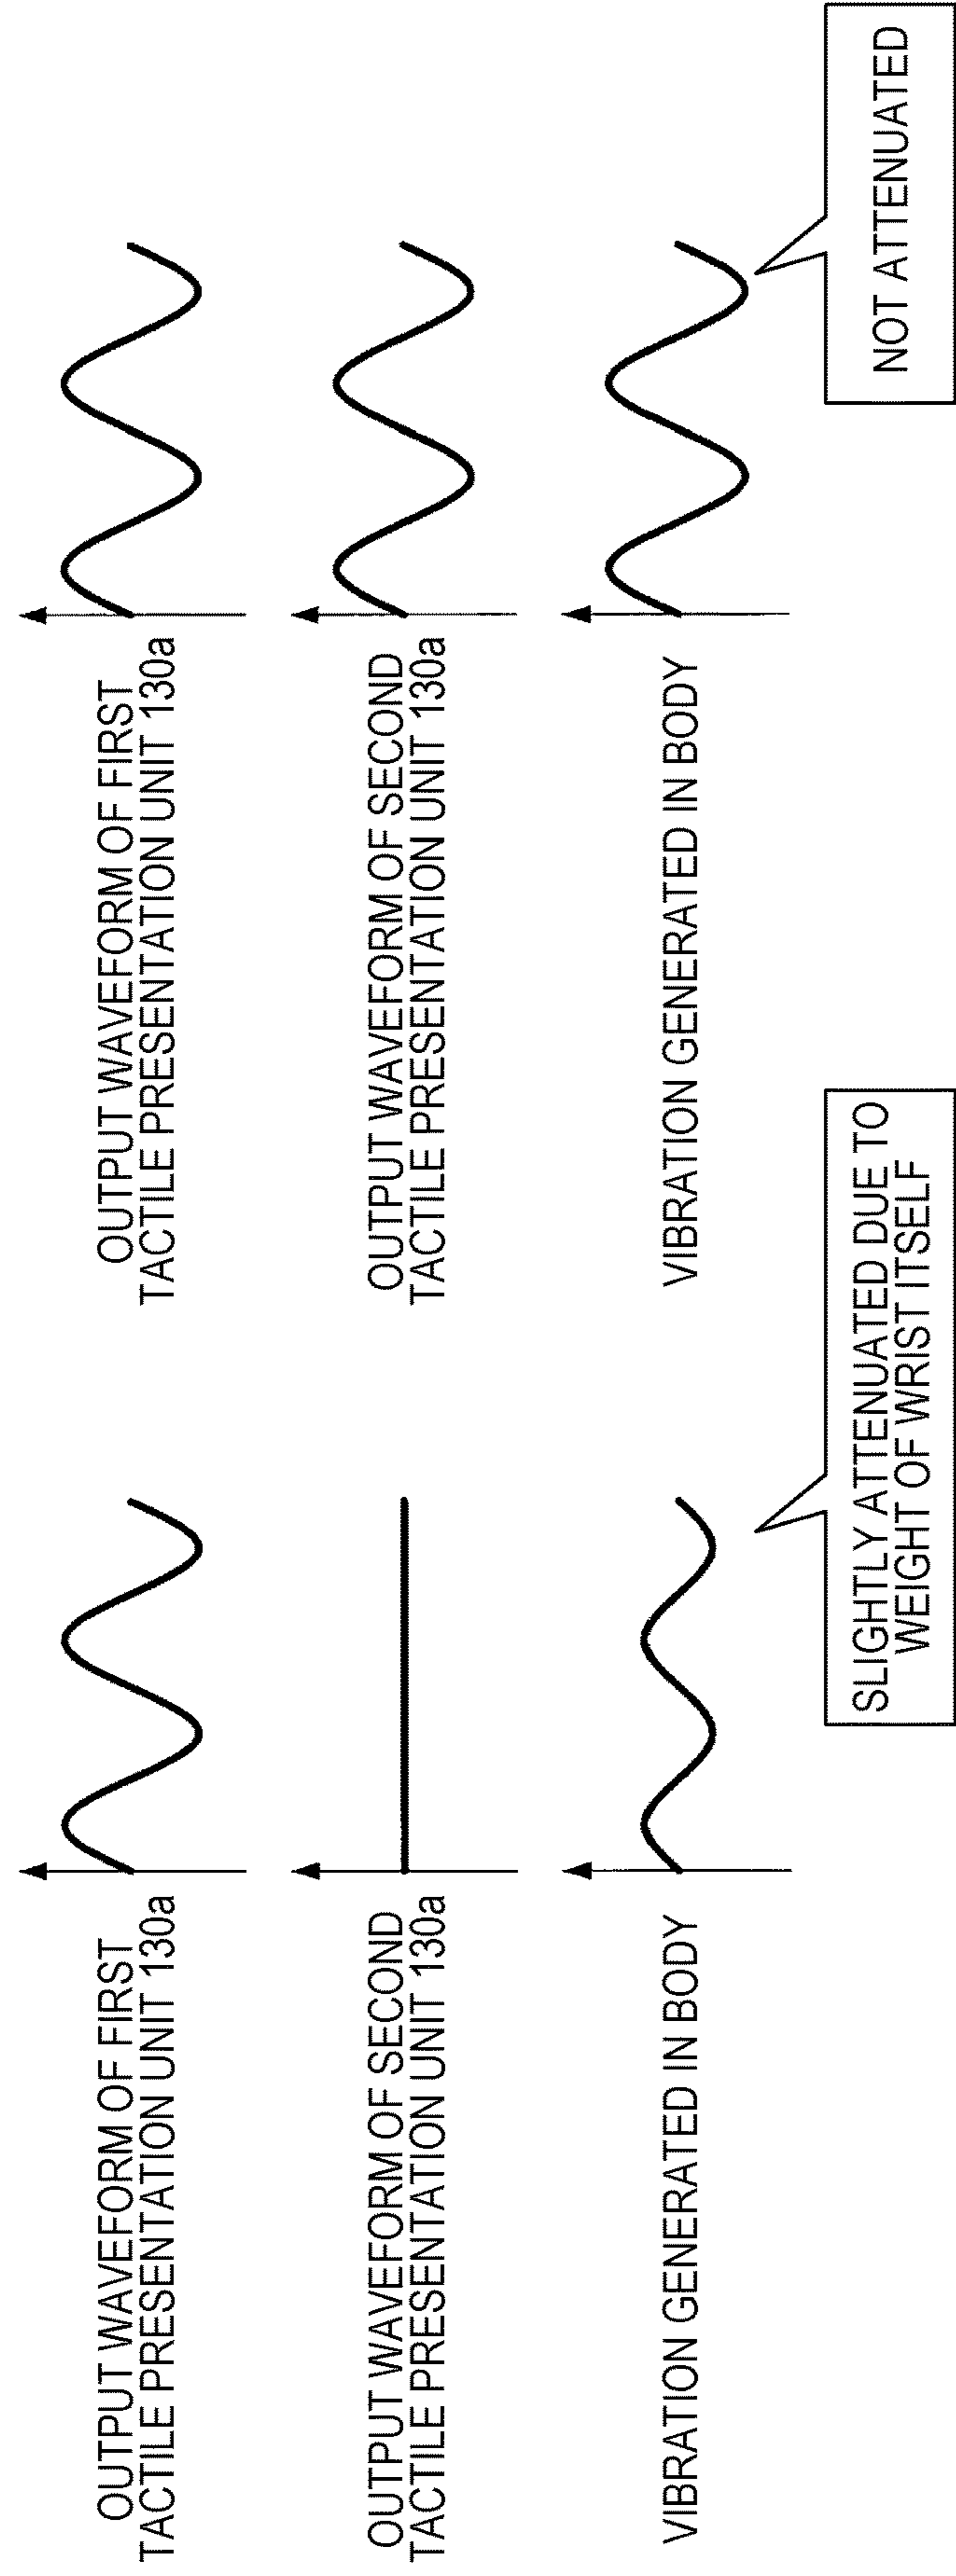 OUTPUT WAVEFORM OF FIRST
TACTILE PRESENTATION UNIT 130a
OUTPUT WAVEFORM OF SECOND
TACTILE PRESENTATION UNIT 130a
VIBRATION GENERATED IN BODY
SLIGHTLY ATTENUATED DUE TO
WEIGHT OF WRIST ITSELF
OUTPUT WAVEFORM OF FIRST
TACTILE PRESENTATION UNIT 130a
OUTPUT WAVEFORM OF SECOND
TACTILE PRESENTATION UNIT 130a
VIBRATION GENERATED IN BODY
NOT ATTENUATED